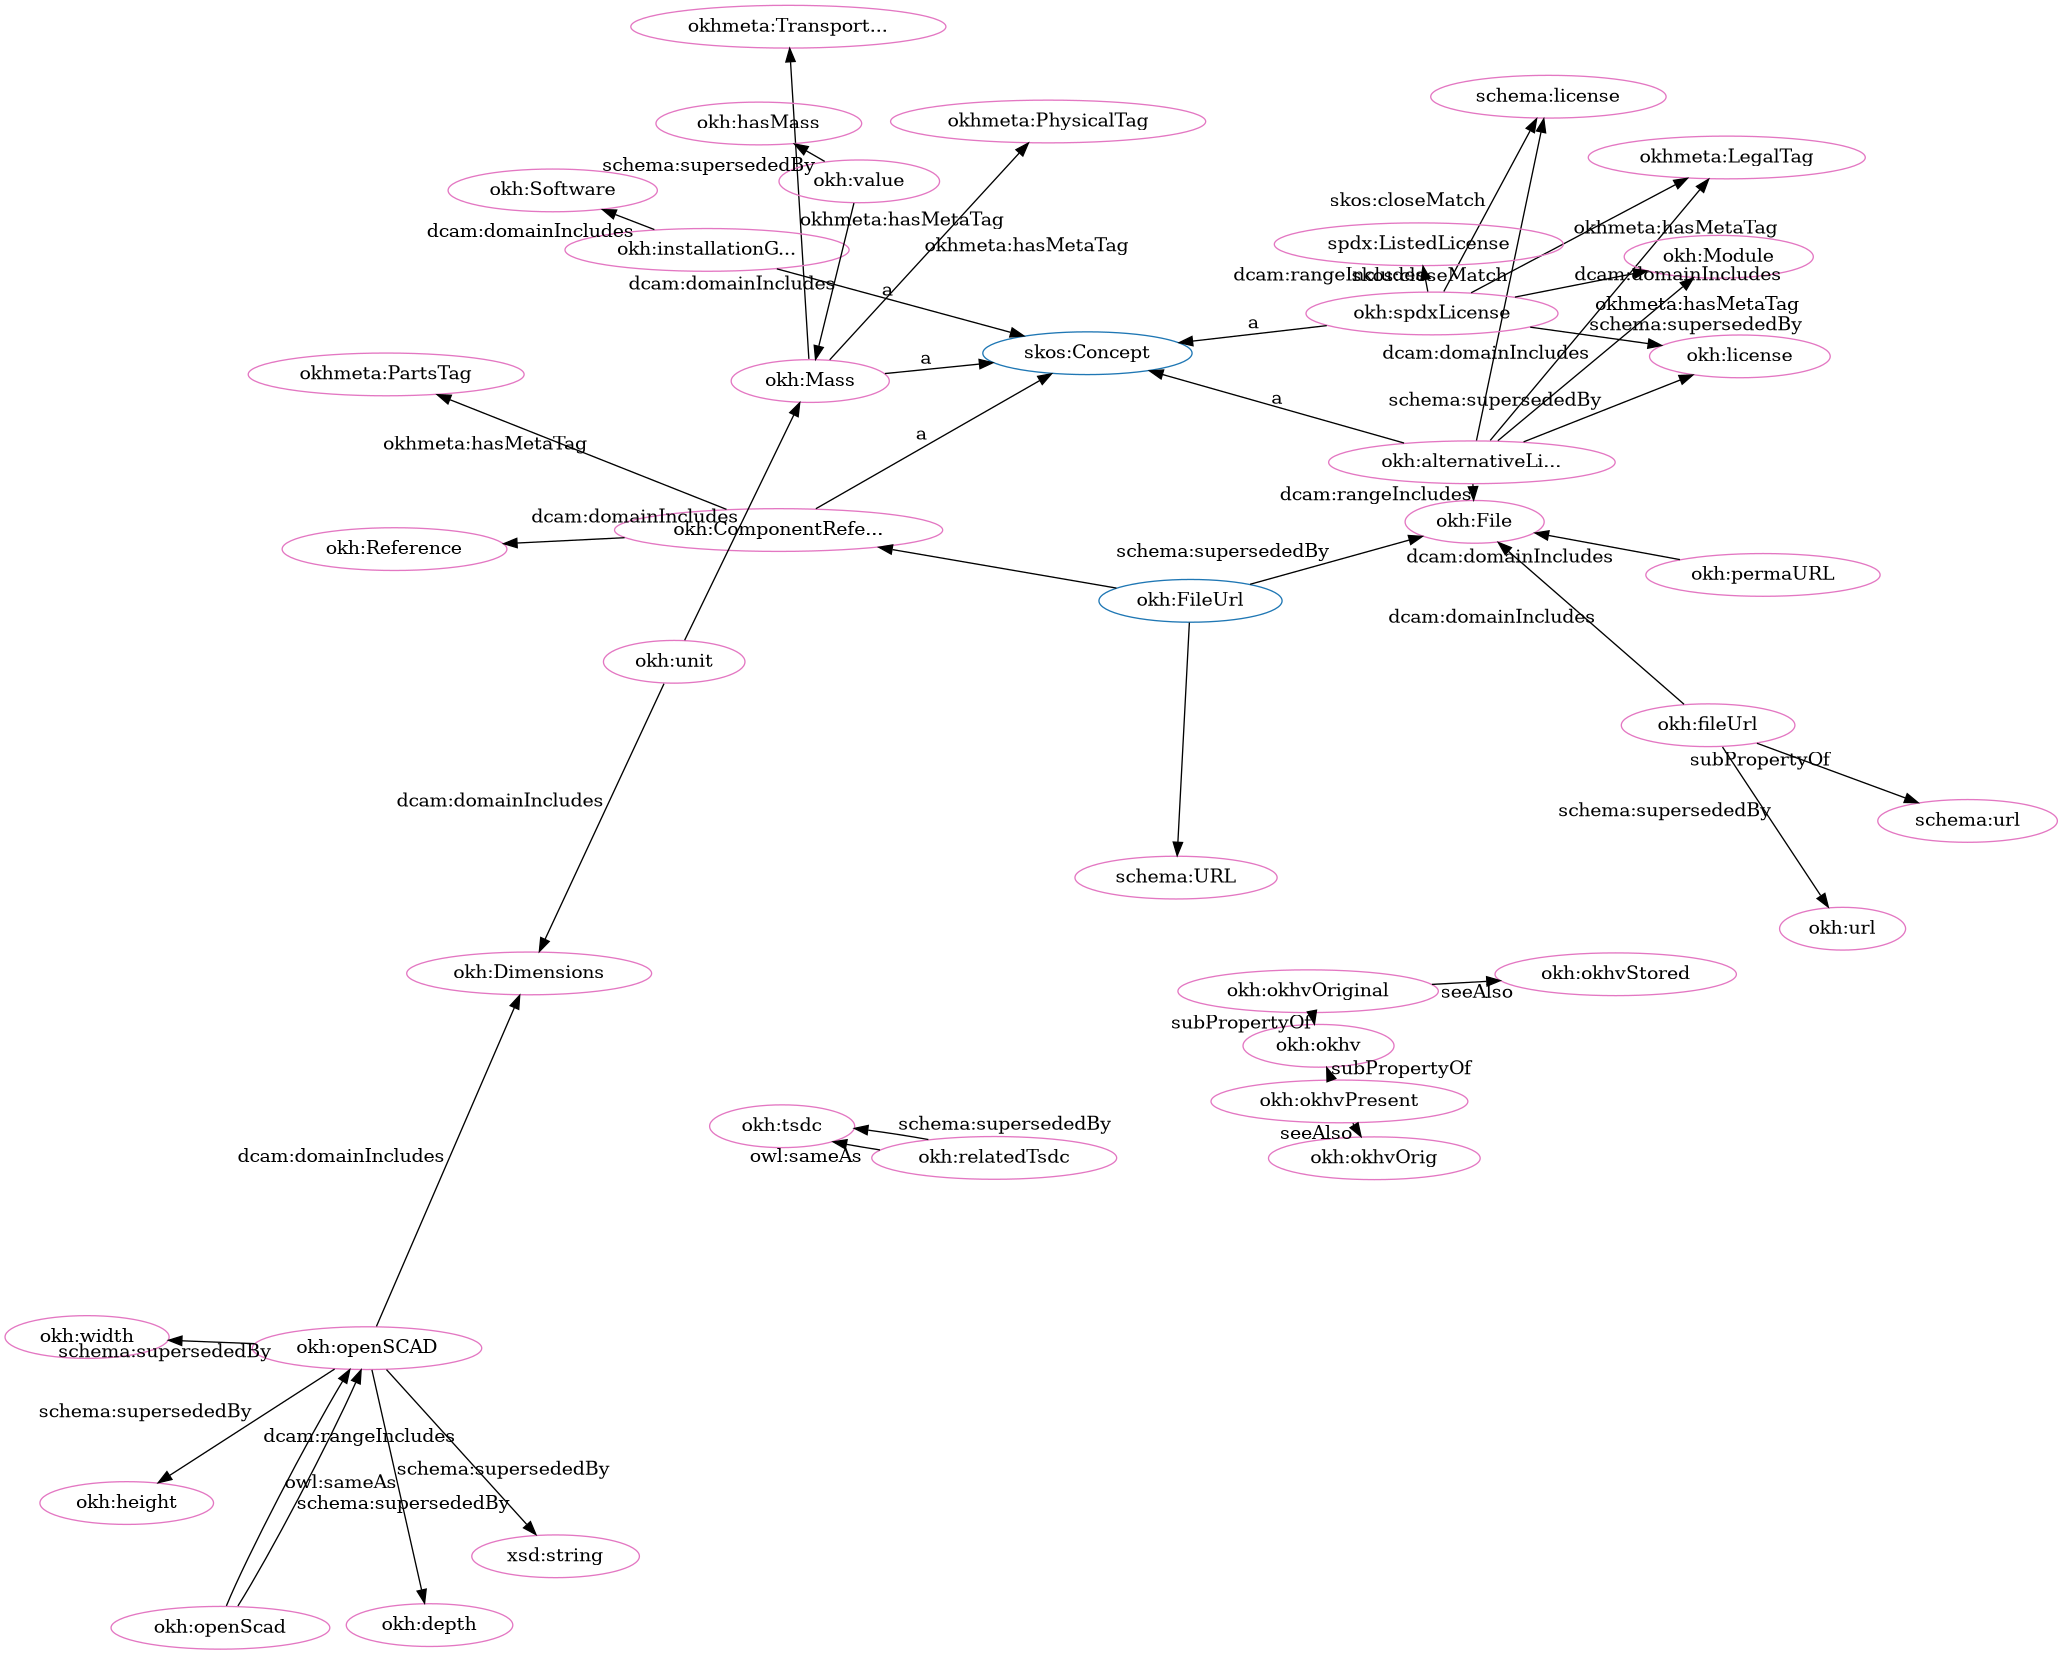 okhmeta:Transport...
schema:license
okh:hasMass
okhmeta:PhysicalTag
okhmeta:LegalTag
schema:supersededBy
okh:value
okh:Software
skos:closeMatch
okhmeta:hasMetaTag
okhmeta:hasMetaTag
dcam:domainIncludes
okh:installationG...
okhmeta:hasMetaTag
spdx:ListedLicense
okh:Module
dcam:rangeIncludes
skos:closeMatch
dcam:domainIncludes
dcam:domainIncludes
a
okhmeta:hasMetaTag
okh:spdxLicense
a
schema:supersededBy
skos:Concept
dcam:domainIncludes
okh:license
a
okhmeta:PartsTag
okh:Mass
a
schema:supersededBy
a
okhmeta:hasMetaTag
okh:alternativeLi...
dcam:rangeIncludes
dcam:domainIncludes
okh:ComponentRefe...
okh:File
okh:Reference
schema:supersededBy
dcam:domainIncludes
okh:permaURL
okh:FileUrl
dcam:domainIncludes
okh:unit
okh:fileUrl
subPropertyOf
dcam:domainIncludes
schema:supersededBy
schema:url
schema:URL
okh:url
okh:Dimensions
okh:okhvStored
okh:okhvOriginal
seeAlso
subPropertyOf
okh:okhv
subPropertyOf
okh:okhvPresent
okh:tsdc
schema:supersededBy
seeAlso
owl:sameAs
okh:relatedTsdc
okh:okhvOrig
dcam:domainIncludes
okh:width
schema:supersededBy
okh:openSCAD
schema:supersededBy
dcam:rangeIncludes
schema:supersededBy
owl:sameAs
schema:supersededBy
okh:height
xsd:string
okh:openScad
okh:depth